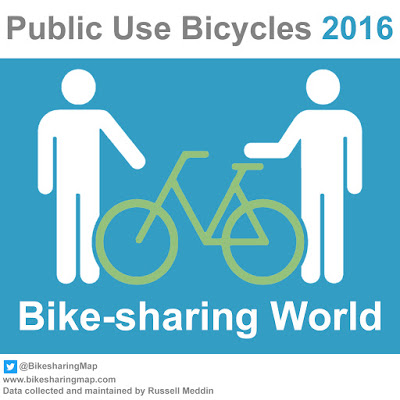 Public Use Bicycles 2016
Bike-sharing World
@BikesharingMap
www.bikesharingmap.com
Data collected and maintained by Russell Meddin